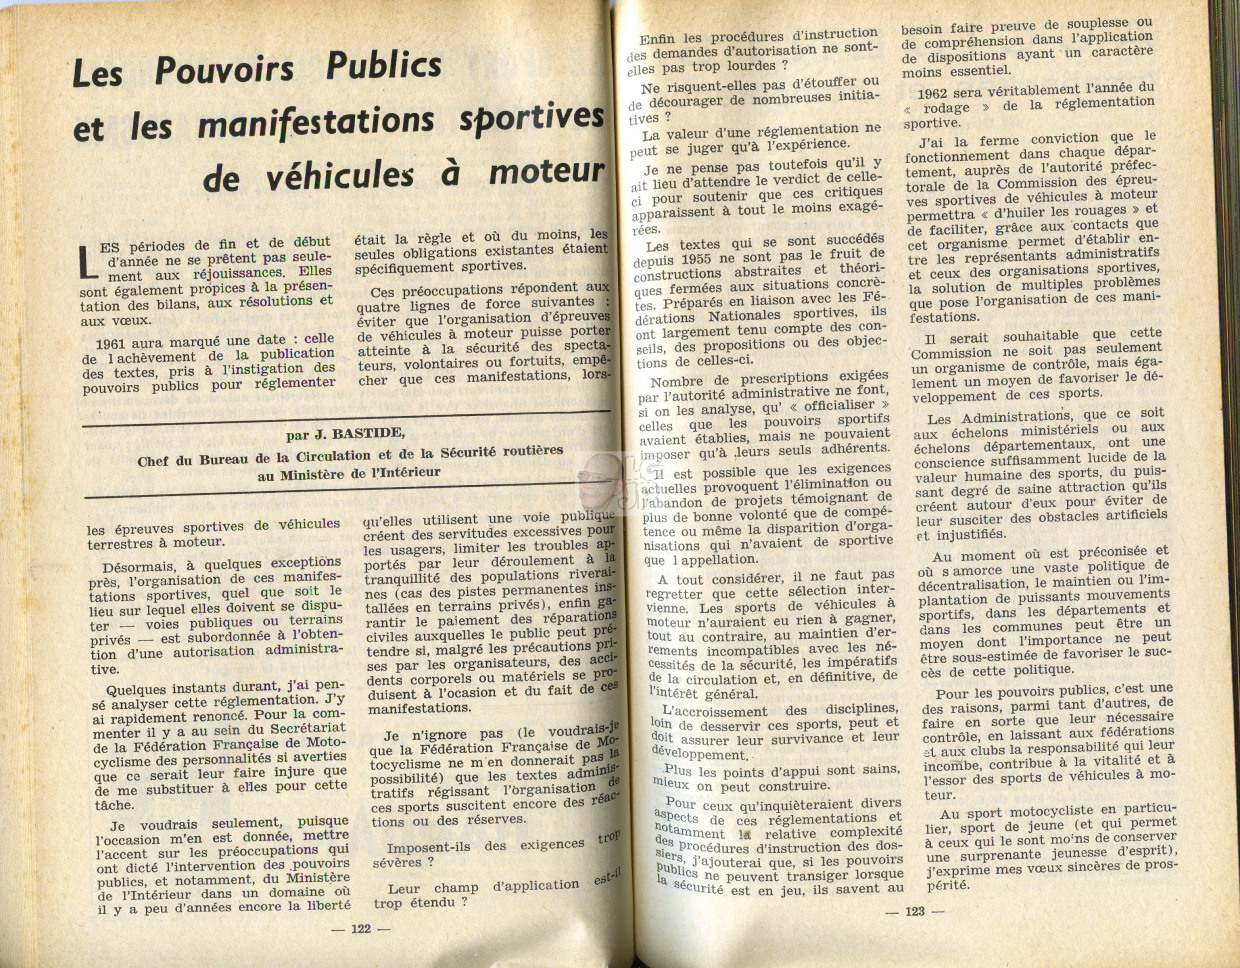 Les Pouvoirs Publics
et les manifestations sportives
de véhicules à moteur
LES périodes de fin et de début
d'année ne se prêtent pas seule-
ment aux réjouissances. Elles
sont également propices à la présen-
tation des bilans, aux résolutions et
aux vœux.
1961 aura marqué une date : celle
de l achèvement de la publication
des textes, pris à l'instigation des
pouvoirs publics pour réglementer
était la règle et où du moins, les
seules obligations existantes étaient
spécifiquement sportives.
Ces préoccupations répondent aux
quatre lignes de force suivantes :
éviter que l'organisation d'épreuves
de véhicules à moteur puisse porter
atteinte à la sécurité des specta-
teurs, volontaires ou fortuits, empê-
cher que ces manifestations, lors-
par J. BASTIDE,
Chef du Bureau de la Circulation et de la Sécurité routières
au Ministère de l'Intérieur
les épreuves sportives de véhicules
terrestres à moteur.
Désormais, à quelques exceptions
près, l'organisation de ces manifes-
tations sportives, quel que soit le
lieu sur lequel elles doivent se dispu-
ter — voies publiques ou terrains
privés — est subordonnée à l'obten-
tion d'une autorisation administra-
tive.
Quelques instants durant, j'ai pen-
sé analyser cette réglementation. J'y
ai rapidement renoncé. Pour la com-
menter il y a au sein du Secrétariat
de la Fédération Française de Moto-
cyclisme des personnalités si averties
que ce serait leur faire injure que
de me substituer à elles pour cette
tâche.
Je voudrais seulement, puisque
l'occasion m'en est donnée, mettre
l'accent sur les préoccupations qui
ont dicté l'intervention des pouvoirs
publics, et notamment, du Ministère
de l'Intérieur dans un domaine où
il y a peu d'années encore la liberté
qu'elles utilisent une voie publique
créent des servitudes excessives pour
les usagers, limiter les troubles ap-
portés par leur déroulement à la
tranquillité des populations riverai-
nes (cas des pistes permanentes ins-
tallées en terrains privés), enfin ga-
rantir le paiement des réparations
civiles auxquelles le public peut pré-
tendre si, malgré les précautions pri-
ses par les organisateurs, des acci-
dents corporels ou matériels se pro-
duisent à l'ocasion et du fait de ces
manifestations.
Je n'ignore pas (le voudrais-je
que la Fédération Française de Mo-
tocyclisme ne m'en donnerait pas la
possibilité) que les textes adminis-
tratifs régissant l'organisation de
ces sports suscitent encore des réac-
tions ou des réserves.
Imposent-ils des exigences trop
sévères ?
Leur champ d'application est-il
trop étendu ?
— 122 —
Enfin les procédures d'instruction
des demandes d'autorisation ne sont-
elles pas trop lourdes ?
Ne risquent-elles pas d'étouffer ou
de décourager de nombreuses initia-
tives ?
La valeur d'une réglementation ne
peut se juger qu'à l'expérience.
Je ne pense pas toutefois qu'il y
ait lieu d'attendre le verdict de celle-
ci pour soutenir que ces critiques
apparaissent à tout le moins exagé-
rées.
Les textes qui se sont succédés
depuis 1955 ne sont pas le fruit de
constructions abstraites et théori-
ques fermées aux situations concrè-
tes. Préparés en liaison avec les Fé-
dérations Nationales sportives, ils
ont largement tenu compte des con-
seils, des propositions ou des objec-
tions de celles-ci.
Nombre de prescriptions exigées
par l'autorité administrative ne font,
si on les analyse, qu' « officialiser »
celles que les pouvoirs sportifs
avaient établies, mais ne pouvaient
imposer qu'à leurs seuls adhérents.
Il est possible que les exigences
actuelles provoquent l'élimination ou
l'abandon de projets témoignant de
plus de bonne volonté que de compé-
tence ou même la disparition d'orga-
nisations qui n'avaient de sportive
que l appellation.
A tout considérer, il ne faut pas
regretter que cette sélection inter-
vienne. Les sports de véhicules à
moteur n'auraient eu rien à gagner,
tout au contraire, au maintien d'er-
rements incompatibles avec les né-
cessités de la sécurité, les impératifs
de la circulation et, en définitive, de
l'intérêt général.
L'accroissement des disciplines,
loin de desservir ces sports, peut et
doit assurer leur survivance et leur
développement.
Plus les points d'appui sont sains,
mieux on peut construire.
Pour ceux qu'inquièteraient divers
aspects de ces réglementations et
notamment la relative complexité
des procédures d'instruction des dos-
siers, j'ajouterai que, si les pouvoirs
publics ne peuvent transiger lorsque
la sécurité est en jeu, ils savent au
besoin faire preuve de souplesse ou
de compréhension dans l'application
de dispositions ayant un caractère
moins essentiel.
1962 sera véritablement l'année du
« rodage » de la réglementation
sportive.
J'ai la ferme conviction que le
fonctionnement dans chaque dépar-
tement, auprès de l'autorité préfec-
torale de la Commission des épreu-
ves sportives de véhicules à moteur
permettra « d'huiler les rouages » et
de faciliter, grâce aux contacts que
cet organisme permet d'établir en-
tre les représentants administratifs
et ceux des organisations sportives,
la solution de multiples problèmes
que pose l'organisation de ces mani-
festations.
Il serait souhaitable que cette
Commission ne soit pas seulement
un organisme de contrôle, mais éga-
lement un moyen de favoriser le dé-
veloppement de ces sports.
Les Administrations, que ce soit
aux échelons ministériels ou aux
échelons départementaux, ont une
conscience suffisamment lucide de la
valeur humaine des sports, du puis-
sant degré de saine attraction qu'ils
créent autour d'eux pour éviter de
leur susciter des obstacles artificiels
et injustifiés.
Au moment où est préconisée et
où s amorce une vaste politique de
décentralisation, le maintien ou l'im-
plantation de puissants mouvements
sportifs, dans les départements et
dans les communes peut être un
moyen dont l'importance ne peut
être sous-estimée de favoriser le suc-
cès de cette politique.
Pour les pouvoirs publics, c'est une
des raisons, parmi tant d'autres, de
faire en sorte que leur nécessaire
contrôle, en laissant aux fédérations
et aux clubs la responsabilité qui leur
incombe, contribue à la vitalité et à
l'essor des sports de véhicules à mo-
teur.
Au sport motocycliste en particu-
lier, sport de jeune (et qui permet
à ceux qui le sont moins de conserver
une surprenante jeunesse d'esprit),
j'exprime mes vœux sincères de pros-
périté.
— 123 —